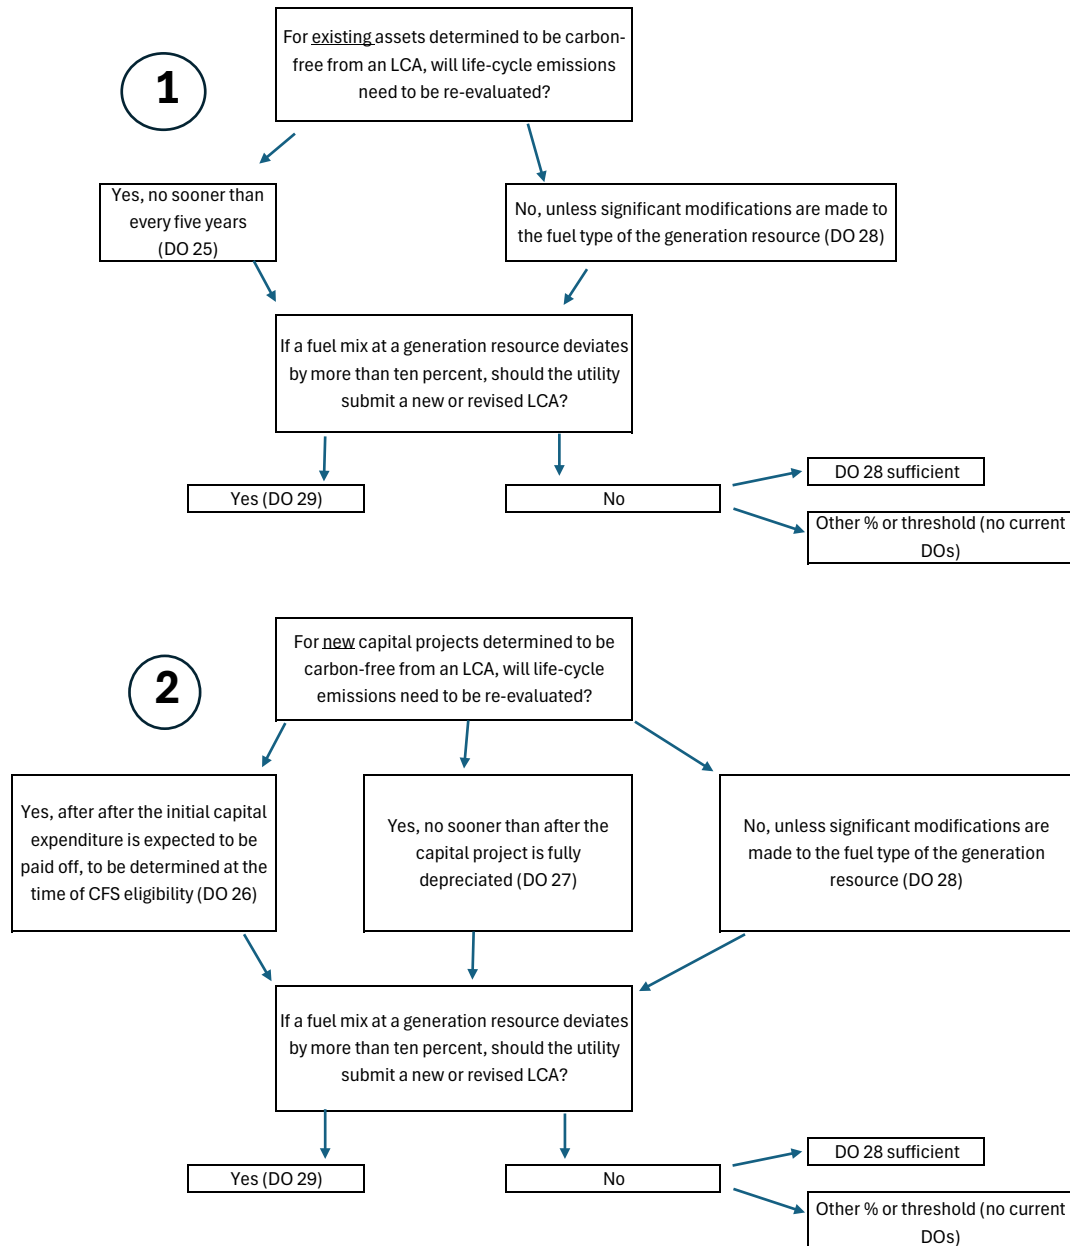 For existing assets determined to be carbon-
free from an LCA, will life-cycle emissions
need to be re-evaluated?
1
Yes, no sooner than
every five years
(DO 25)
No, unless significant modifications are made to
the fuel type of the generation resource (DO 28)
If a fuel mix at a generation resource deviates
by more than ten percent, should the utility
submit a new or revised LCA?
Yes (DO 29)
No
DO 28 sufficient
Other % or threshold (no current
DOs)
For new capital projects determined to be
carbon-free from an LCA, will life-cycle
emissions need to be re-evaluated?
2
Yes, after after the initial capital
expenditure is expected to be
paid off, to be determined at the
time of CFS eligibility (DO 26)
Yes, no sooner than after the
capital project is fully
depreciated (DO 27)
No, unless significant modifications are
made to the fuel type of the generation
resource (DO 28)
If a fuel mix at a generation resource deviates
by more than ten percent, should the utility
submit a new or revised LCA?
Yes (DO 29)
No
DO 28 sufficient
Other % or threshold (no current
DOs)